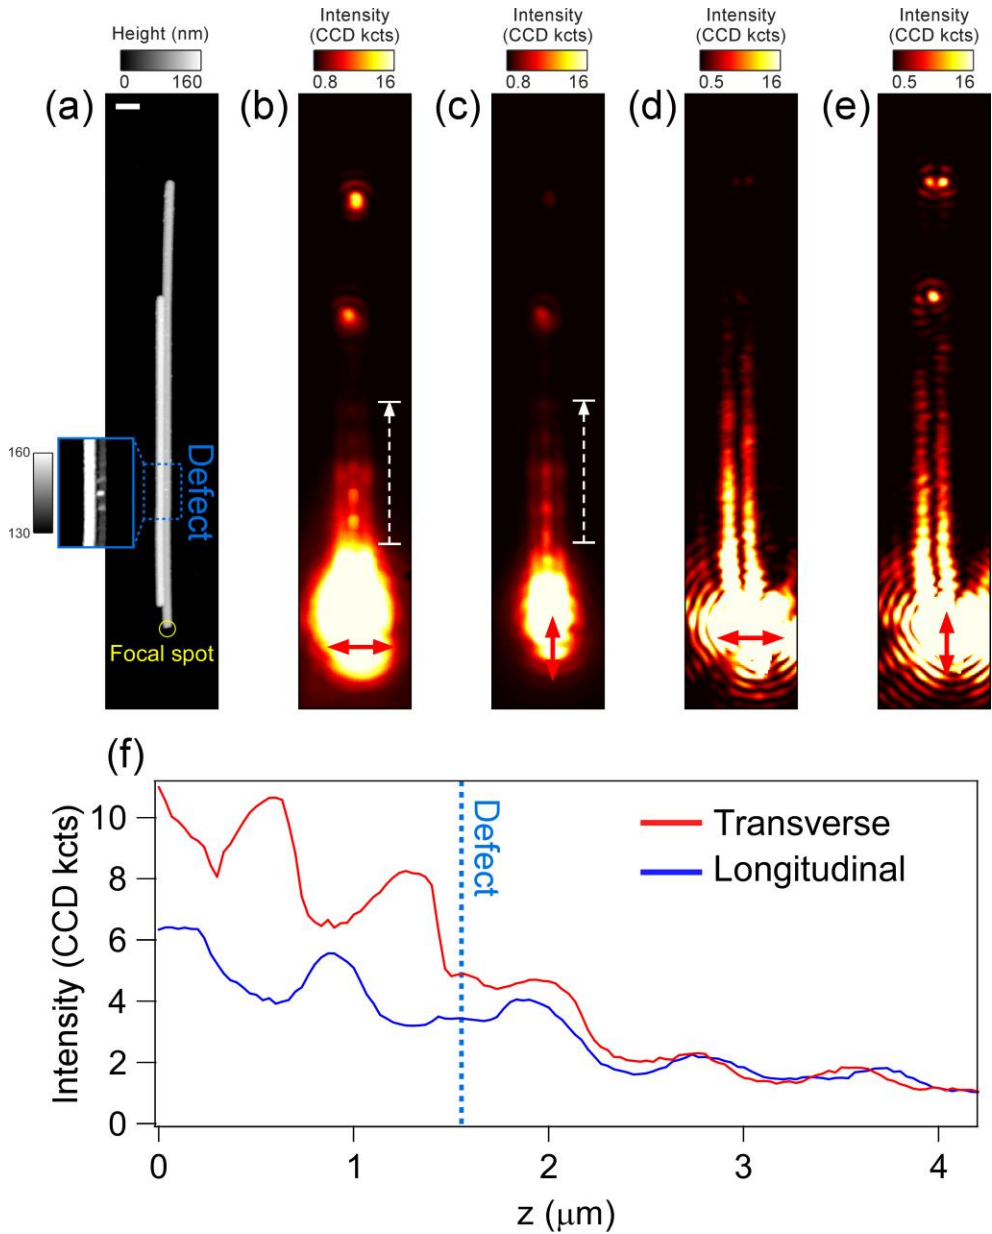 Height (nm)
0 160
Intensity
(CCD kcts)
0.8 16
Intensity
(CCD kcts)
0.8 16
Intensity
(CCD kcts)
0.5 16
Intensity
(CCD kcts)
0.5 16
(a)
(b)
(c)
(d)
(e)
160
130
Defect
Focal spot
(f)
Intensity (CCD kcts)
10
8
6
4
2
0
Defect
Transverse
Longitudinal
0 1 2 3 4
z (μm)